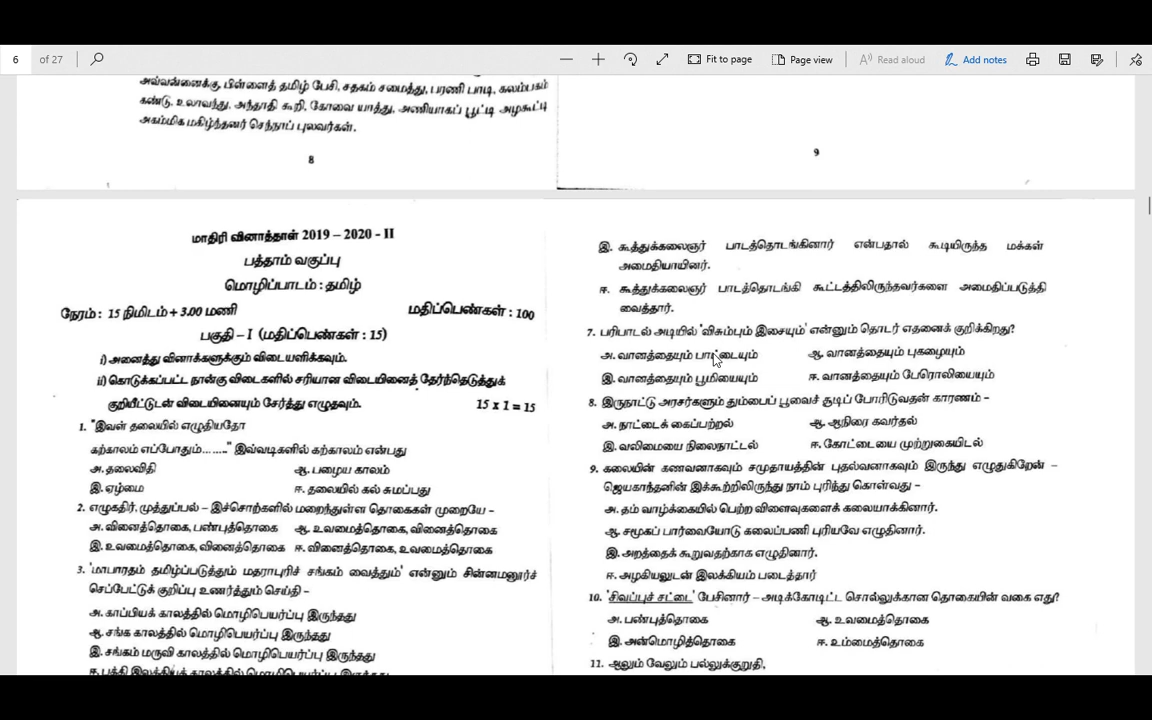 6 of 27
Fit to page
Page view
Read aloud
Add notes
அவ்வன்னைக்கு, பிள்ளைத் தமிழ் பேசி, சதகம் சமைத்து, பரணி பாடி, கலம்பகம்
கண்டு, உலாவந்து, அந்தாதி கூறி, கோவை யாத்து, அணியாகப் பூட்டி அழகூட்டி
அகம்மிக மகிழ்ந்தனர் செந்நாப் புலவர்கள்.
8
9
மாதிரி வினாத்தாள் 2019 – 2020 - II
பத்தாம் வகுப்பு
மொழிப்பாடம் : தமிழ்
நேரம் : 15 நிமிடம் + 3.00 மணி
மதிப்பெண்கள் : 100
பகுதி – I (மதிப்பெண்கள் : 15)
i) அனைத்து வினாக்களுக்கும் விடையளிக்கவும்.
ii) கொடுக்கப்பட்ட நான்கு விடைகளில் சரியான விடையினைத் தேர்ந்தெடுத்துக்
குறியீட்டுடன் விடையினையும் சேர்த்து எழுதவும்.
15 x 1 = 15
1. "இவள் தலையில் எழுதியதோ
கற்காலம் எப்போதும்......." இவ்வடிகளில் கற்காலம் என்பது
அ. தலைவிதி ஆ. பழைய காலம்
இ. ஏழ்மை ஈ. தலையில் கல் சுமப்பது
2. எழுகதிர், முத்துப்பல் – இச்சொற்களில் மறைந்துள்ள தொகைகள் முறையே –
அ. வினைத்தொகை, பண்புத்தொகை ஆ. உவமைத்தொகை, வினைத்தொகை
இ. உவமைத்தொகை, வினைத்தொகை ஈ. வினைத்தொகை, உவமைத்தொகை
3. 'மாபாரதம் தமிழ்ப்படுத்தும் மதராபுரிச் சங்கம் வைத்தும்' என்னும் சின்னமனூர்ச்
செப்பேட்டுக் குறிப்பு உணர்த்தும் செய்தி –
அ. காப்பியக் காலத்தில் மொழிபெயர்ப்பு இருந்தது
ஆ. சங்க காலத்தில் மொழிபெயர்ப்பு இருந்தது
இ. சங்கம் மருவி காலத்தில் மொழிபெயர்ப்பு இருந்தது
ஈ. பக்தி இலக்கியக் காலத்தில் மொழிபெயர்ப்பு இருந்தது
இ. கூத்துக்கலைஞர் பாடத்தொடங்கினார் என்பதால் கூடியிருந்த மக்கள்
அமைதியாயினர்.
ஈ. கூத்துக்கலைஞர் பாடத்தொடங்கி கூட்டத்திலிருந்தவர்களை அமைதிப்படுத்தி
வைத்தார்.
7. பரிபாடல் அடியில் 'விசும்பும் இசையும்' என்னும் தொடர் எதனைக் குறிக்கிறது?
அ. வானத்தையும் பாட்டையும் ஆ. வானத்தையும் புகழையும்
இ. வானத்தையும் பூமியையும் ஈ. வானத்தையும் பேரொலியையும்
8. இருநாட்டு அரசர்களும் தும்பைப் பூவைச் சூடிப் போரிடுவதன் காரணம் –
அ. நாட்டைக் கைப்பற்றல் ஆ. ஆநிரை கவர்தல்
இ. வலிமையை நிலைநாட்டல் ஈ. கோட்டையை முற்றுகையிடல்
9. கலையின் கணவனாகவும் சமுதாயத்தின் புதல்வனாகவும் இருந்து எழுதுகிறேன் –
ஜெயகாந்தனின் இக்கூற்றிலிருந்து நாம் புரிந்து கொள்வது –
அ. தம் வாழ்க்கையில் பெற்ற விளைவுகளைக் கலையாக்கினார்.
ஆ. சமூகப் பார்வையோடு கலைப்பணி புரியவே எழுதினார்.
இ. அறத்தைக் கூறுவதற்காக எழுதினார்.
ஈ. அழகியலுடன் இலக்கியம் படைத்தார்
10. 'சிவப்புச் சட்டை' பேசினார் – அடிக்கோடிட்ட சொல்லுக்கான தொகையின் வகை எது?
அ. பண்புத்தொகை ஆ. உவமைத்தொகை
இ. அன்மொழித்தொகை ஈ. உம்மைத்தொகை
11. ஆலும் வேலும் பல்லுக்குறுதி,